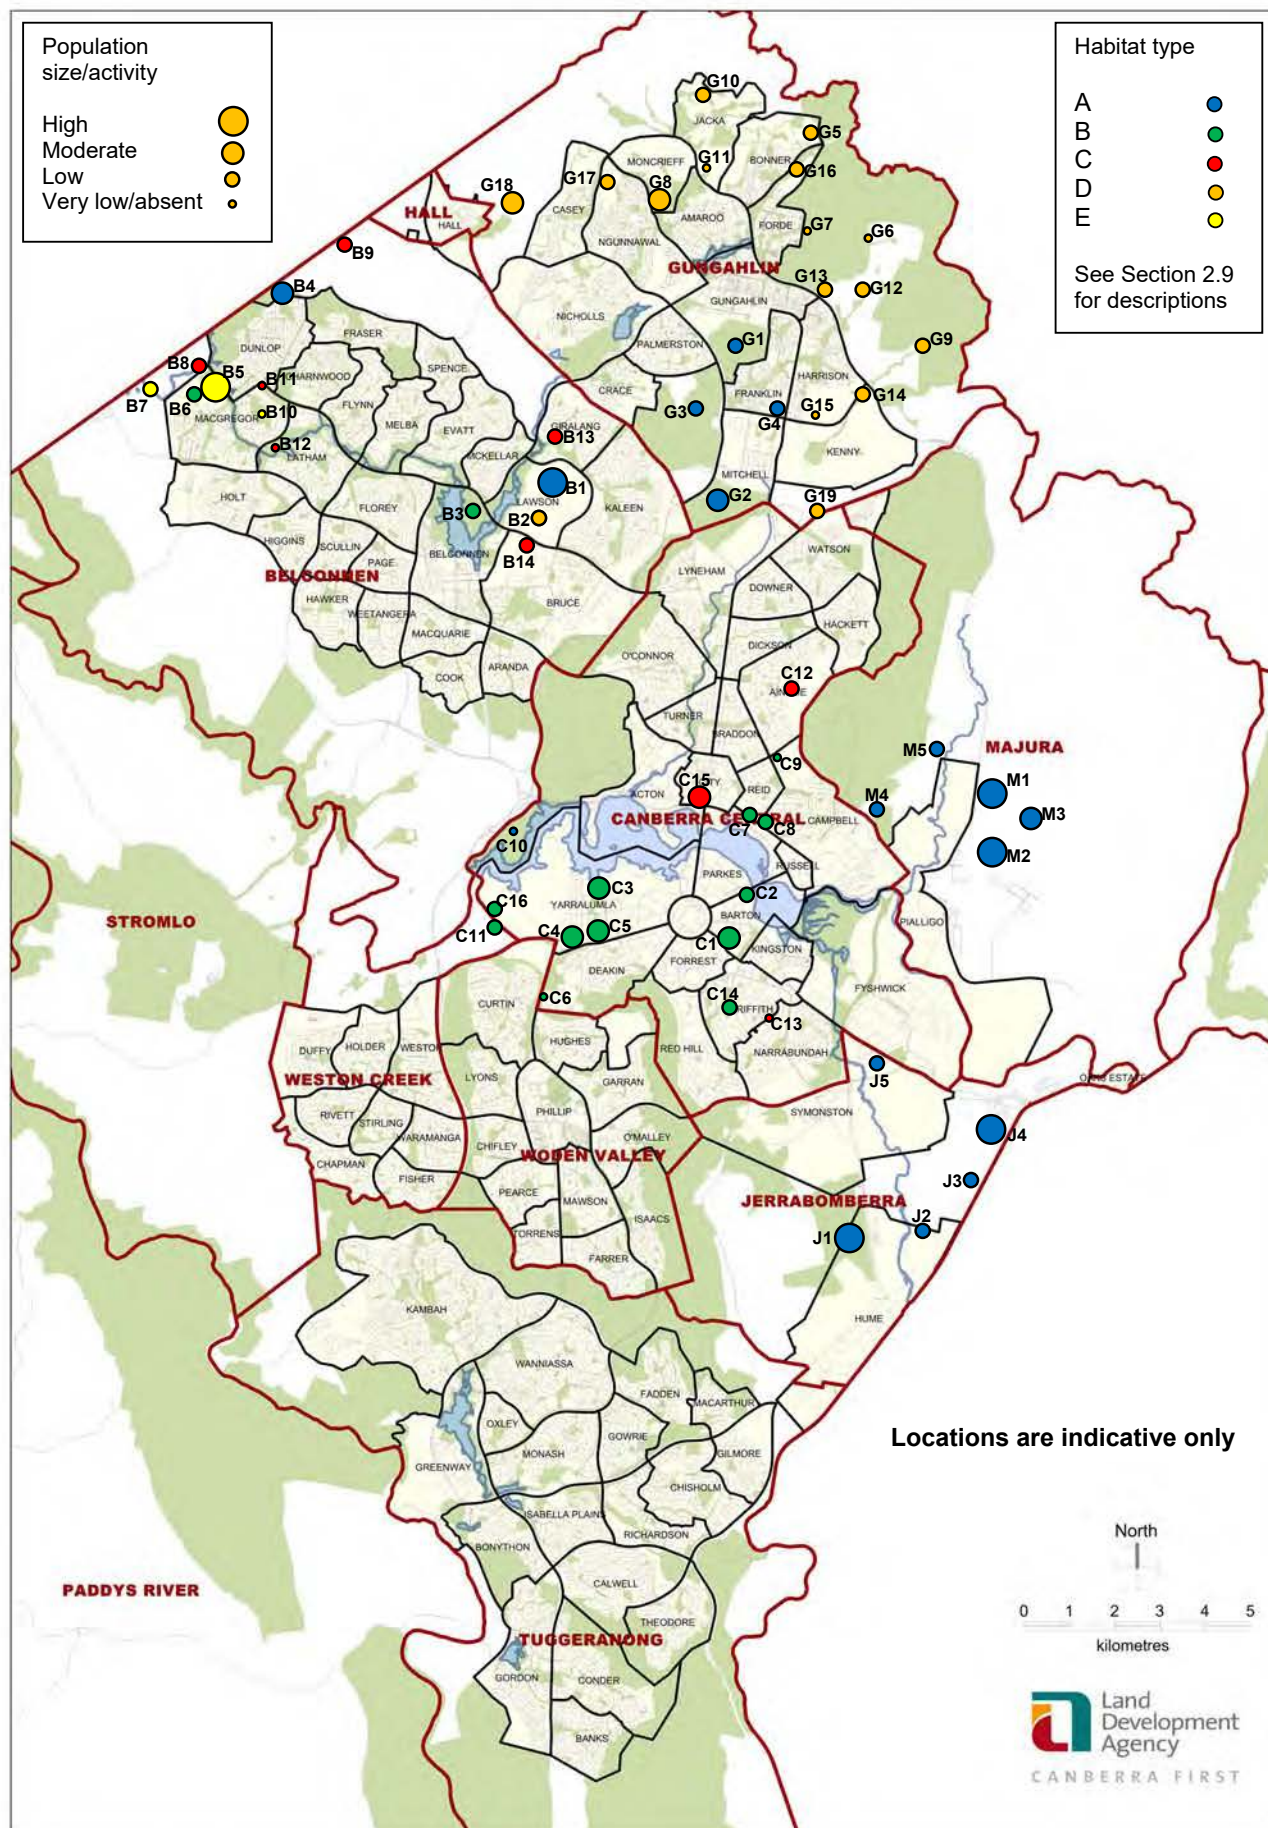 Population
size/activity
High
Moderate
Low
Very low/absent
Habitat type
A
B
C
D
E
See Section 2.9
for descriptions
G10
JACKA
G5
G11
BONNER
MONCRIEFF
G16
G17
G8
G18
CASEY
AMAROO
HALL
HALL
FORDE
G7
G6
NGUNNAWAL
B9
GUNGAHLIN
G13
G12
B4
GUNGAHLIN
NICHOLLS
FRASER
DUNLOP
PALMERSTON
G1
G9
B8
B5
B11
CHARNWOOD
SPENCE
HARRISON
CRACE
B7
B6
FLYNN
FRANKLIN
G14
MACGREGOR
B10
MELBA
G3
G4
G15
EVATT
GIRALANG
B13
B12
LATHAM
MCKELLAR
KENNY
MITCHELL
B1
HOLT
LAWSON
G2
FLOREY
B3
B2
KALEEN
G19
HIGGINS
SCULLIN
BELCONNEN
B14
WATSON
PAGE
BELCONNEN
LYNEHAM
DOWNER
HAWKER
WEETANGERA
BRUCE
HACKETT
MACQUARIE
DICKSON
O'CONNOR
ARANDA
COOK
C12
AINSLIE
TURNER
BRADDON
M5
MAJURA
C9
C15
CITY
M1
ACTON
REID
M4
M3
CANBERRA CENTRAL
CAMPBELL
C7
C8
C10
M2
RUSSELL
PARKES
C3
C2
YARRALUMLA
C16
STROMLO
BARTON
PIALLIGO
C11
C4
C5
C1
KINGSTON
FORREST
DEAKIN
C6
FYSHWICK
CURTIN
C14
GRIFFITH
C13
HUGHES
DUFFY
HOLDER
WESTON
RED HILL
NARRABUNDAH
J5
WESTON CREEK
LYONS
GARRAN
OAKS ESTATE
RIVETT
PHILLIP
SYMONSTON
STIRLING
J4
WARAMANGA
CHIFLEY
O'MALLEY
CHAPMAN
WODEN VALLEY
FISHER
J3
PEARCE
MAWSON
JERRABOMBERRA
ISAACS
J2
TORRENS
J1
FARRER
KAMBAH
HUME
WANNIASSA
FADDEN
MACARTHUR
OXLEY
GOWRIE
MONASH
GILMORE
Locations are indicative only
GREENWAY
CHISHOLM
ISABELLA PLAINS
RICHARDSON
North
BONYTHON
CALWELL
PADDYS RIVER
THEODORE
0 1 2 3 4 5
kilometres
TUGGERANONG
GORDON
CONDER
BANKS
Land
Development
Agency
CANBERRA FIRST